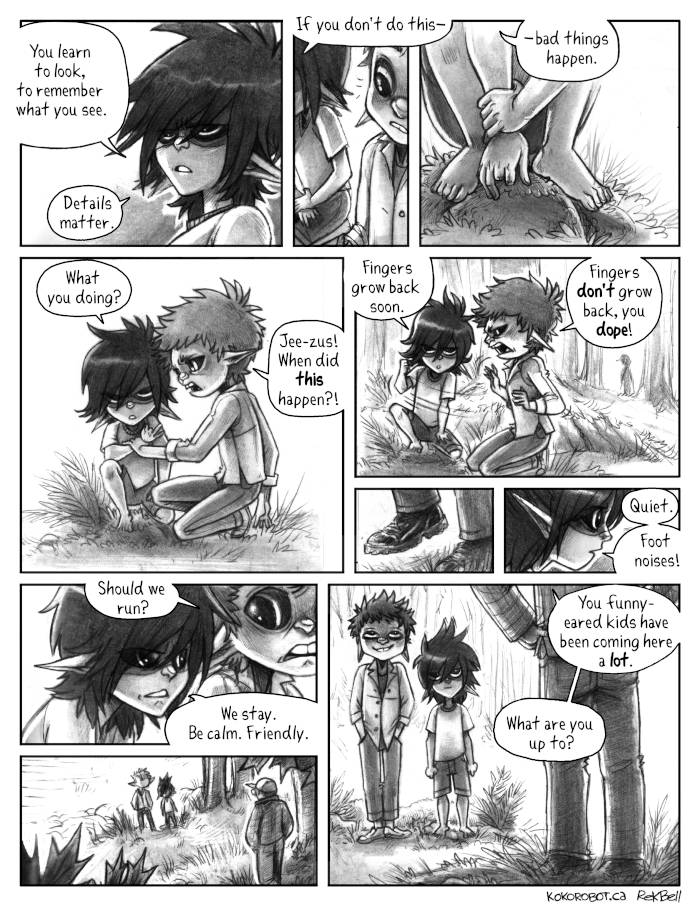 You learn
to look,
to remember
what you see.
Details
matter.
If you don't do this–
–bad things
happen.
What
you doing?
Jee-zus!
When did
this
happen?!
Fingers
grow back
soon.
Fingers
don't grow
back, you
dope!
Quiet.
Foot
noises!
Should we
run?
We stay.
Be calm. Friendly.
You funny-
eared kids have
been coming here
a lot.
What are you
up to?
KOKOROBOT.ca RekBell